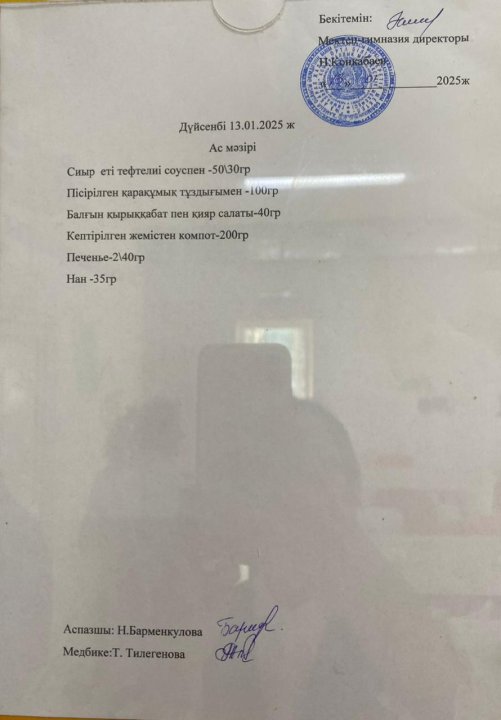 Бекітемін:
Мектеп-гимназия директоры
Н.Конкабаев
2025ж
Дүйсенбі 13.01.2025 ж
Ас мәзірі
Сиыр еті тефтелиі соуспен -50\30гр
Пісірілген қарақұмық тұздығымен -100гр
Балғын қырыққабат пен қияр салаты-40гр
Кептірілген жемістен компот-200гр
Печенье-2\40гр
Нан -35гр
Аспазшы: Н.Барменкулова
Медбике:Т. Тилегенова